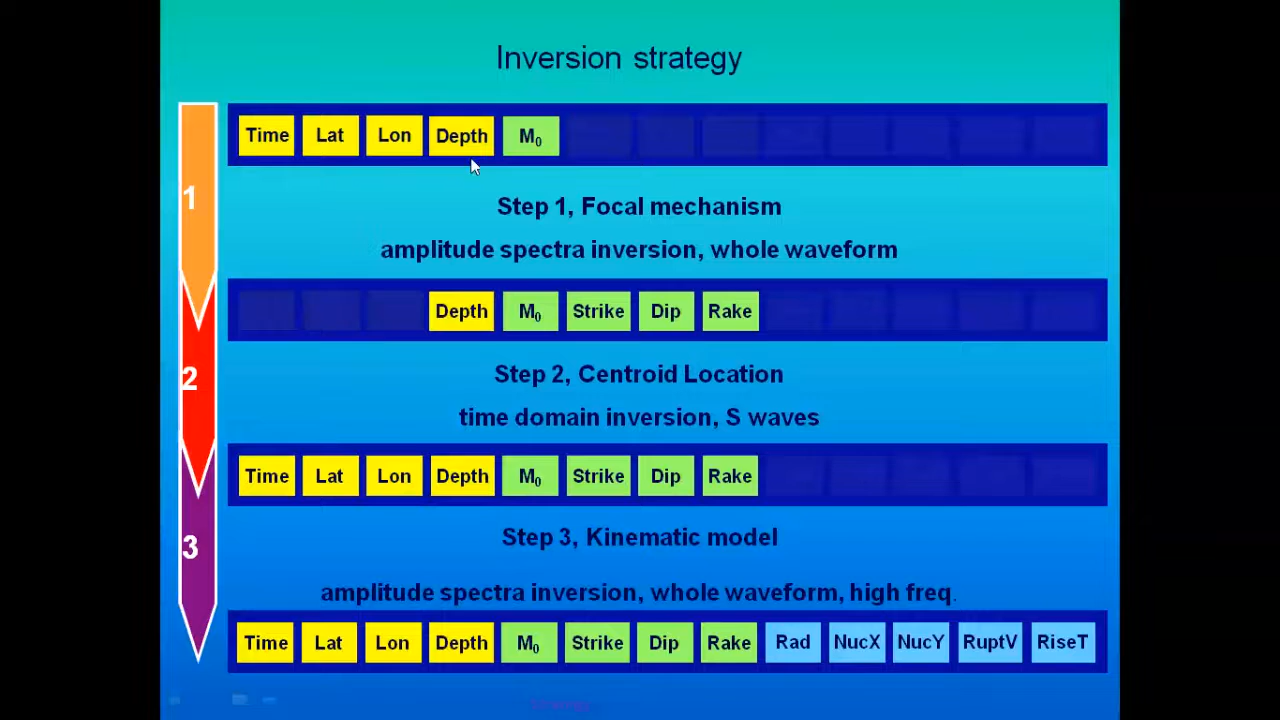 Inversion strategy
Time Lat Lon Depth M₀
1
Step 1, Focal mechanism
amplitude spectra inversion, whole waveform
Depth M₀ Strike Dip Rake
2
Step 2, Centroid Location
time domain inversion, S waves
Time Lat Lon Depth M₀ Strike Dip Rake
3
Step 3, Kinematic model
amplitude spectra inversion, whole waveform, high freq.
Time Lat Lon Depth M₀ Strike Dip Rake Rad NucX NucY RuptV RiseT